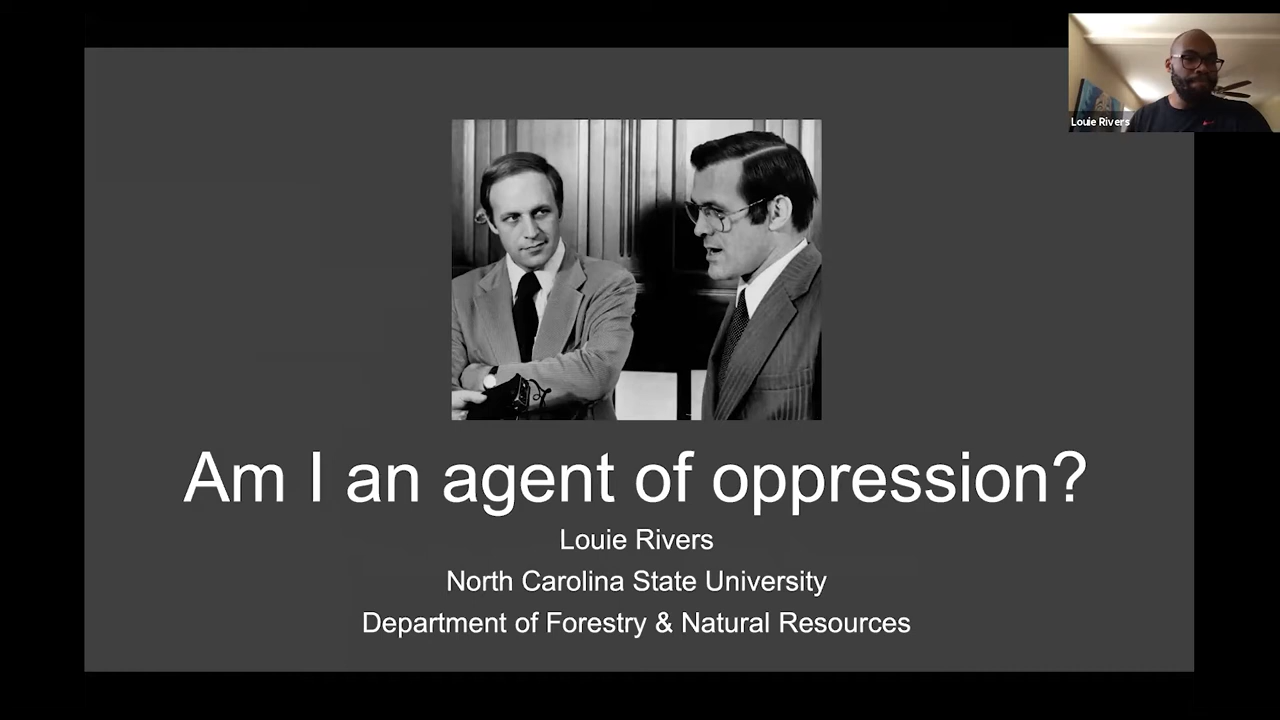 Louie Rivers
Am I an agent of oppression?
Louie Rivers
North Carolina State University
Department of Forestry & Natural Resources